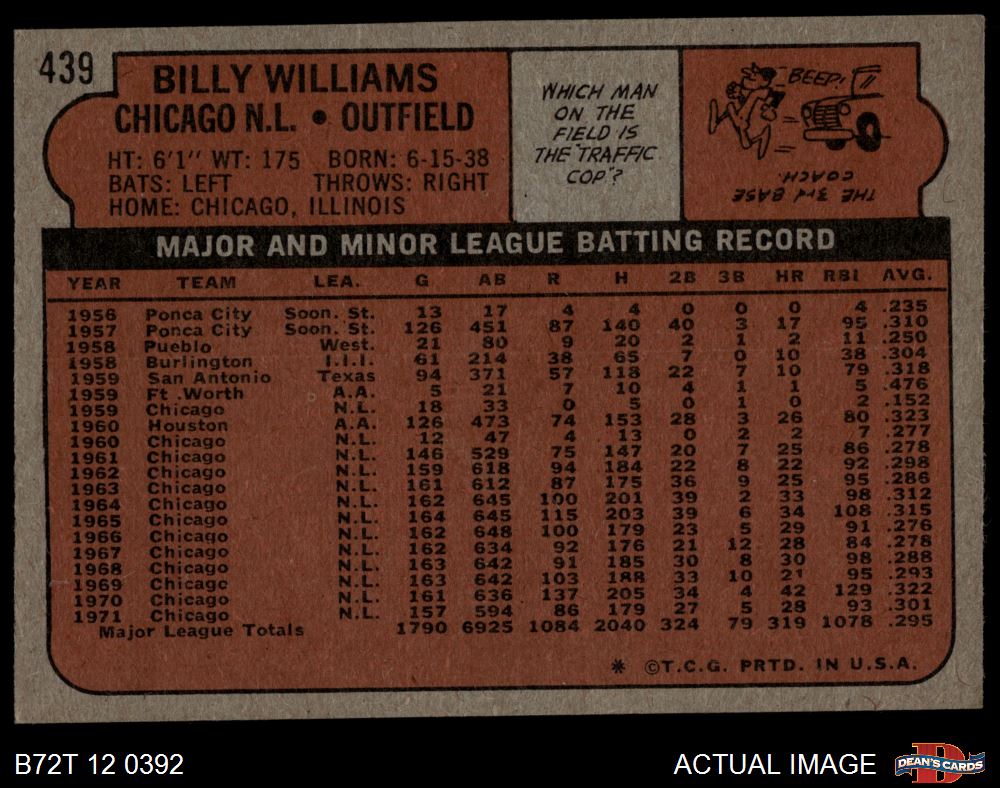 439
BILLY WILLIAMS
CHICAGO N.L. • OUTFIELD
HT: 6'1" WT: 175 BORN: 6-15-38
BATS: LEFT THROWS: RIGHT
HOME: CHICAGO, ILLINOIS
WHICH MAN
ON THE
FIELD IS
THE "TRAFFIC
COP"?
BEEP!
THE 3rd BASE
COACH.
MAJOR AND MINOR LEAGUE BATTING RECORD
YEAR TEAM LEA. G AB R H 2B 3B HR RBI AVG.
1956 Ponca City Soon. St. 13 17 4 4 0 0 0 4 .235
1957 Ponca City Soon. St. 126 451 87 140 40 3 17 95 .310
1958 Pueblo West. 21 80 9 20 2 1 2 11 .250
1958 Burlington I.I.I. 61 214 38 65 7 0 10 38 .304
1959 San Antonio Texas 94 371 57 118 22 7 10 79 .318
1959 Ft .Worth A.A. 5 21 7 10 4 1 1 5 .476
1959 Chicago N.L. 18 33 0 5 0 1 0 2 .152
1960 Houston A.A. 126 473 74 153 28 3 26 80 .323
1960 Chicago N.L. 12 47 4 13 0 2 2 7 .277
1961 Chicago N.L. 146 529 75 147 20 7 25 86 .278
1962 Chicago N.L. 159 618 94 184 22 8 22 92 .298
1963 Chicago N.L. 161 612 87 175 36 9 25 95 .286
1964 Chicago N.L. 162 645 100 201 39 2 33 98 .312
1965 Chicago N.L. 164 645 115 203 39 6 34 108 .315
1966 Chicago N.L. 162 648 100 179 23 5 29 91 .276
1967 Chicago N.L. 162 634 92 176 21 12 28 84 .278
1968 Chicago N.L. 163 642 91 185 30 8 30 98 .288
1969 Chicago N.L. 163 642 103 188 33 10 21 95 .293
1970 Chicago N.L. 161 636 137 205 34 4 42 129 .322
1971 Chicago N.L. 157 594 86 179 27 5 28 93 .301
Major League Totals 1790 6925 1084 2040 324 79 319 1078 .295
* ©T.C.G. PRTD. IN U.S.A.
B72T 12 0392
ACTUAL IMAGE
D
DEAN'S CARDS